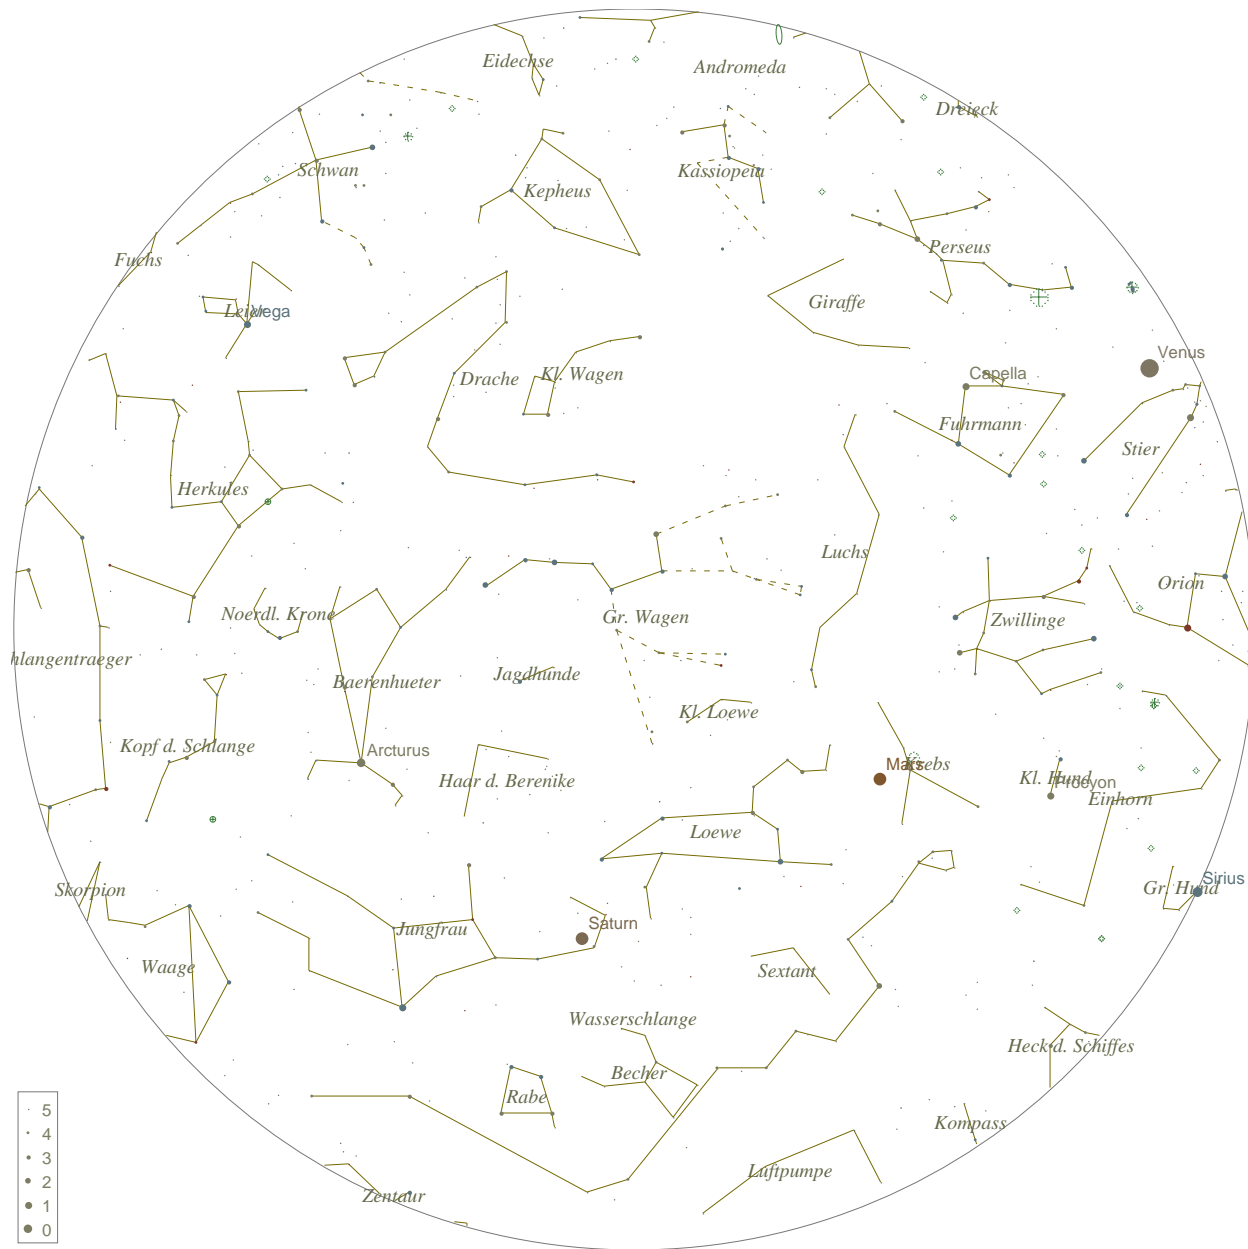 Eidechse
Andromeda
Dreieck
Schwan
Kassiopeia
Kepheus
Fuchs
Perseus
Leier
Vega
Giraffe
Venus
Drache
Kl. Wagen
Capella
Fuhrmann
Stier
Herkules
Luchs
Orion
Noerdl. Krone
Gr. Wagen
Zwillinge
hlangentraeger
Baerenhueter
Jagdhunde
Kl. Loewe
Kopf d. Schlange
Arcturus
Haar d. Berenike
Mars
Krebs
Kl. Hund
Procyon
Einhorn
Loewe
Skorpion
Gr. Hund
Sirius
Jungfrau
Saturn
Waage
Sextant
Wasserschlange
Heck d. Schiffes
Becher
Rabe
Kompass
Luftpumpe
Zentaur
5
4
3
2
1
0